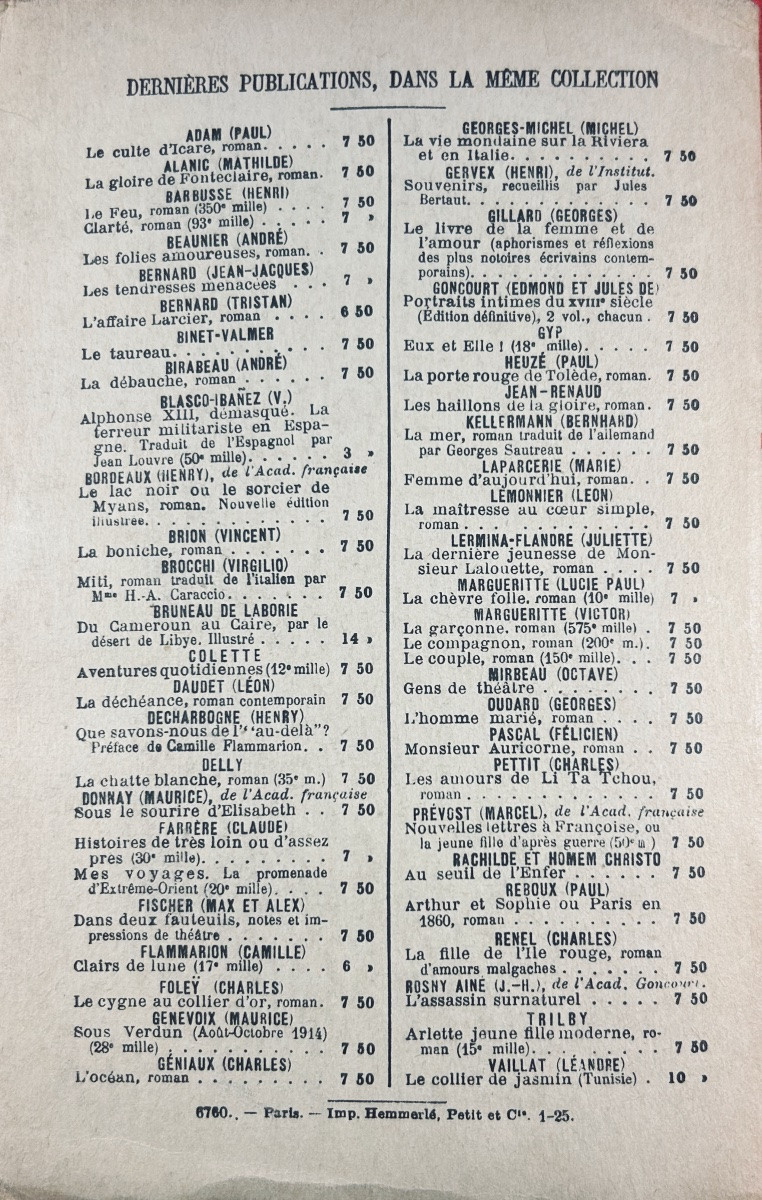 DERNIÈRES PUBLICATIONS, DANS LA MÊME COLLECTION
ADAM (PAUL)
Le culte d'Icare, roman. . . . . 7 50
ALANIC (MATHILDE)
La gloire de Fonteclaire, roman. 7 50
BARBUSSE (HENRI)
Le Feu, roman (350e mille) . . . . 7 50
Clarté, roman (93e mille) . . . . . 7 »
BEAUNIER (ANDRÉ)
Les folies amoureuses, roman. . 7 50
BERNARD (JEAN-JACQUES)
Les tendresses menacées . . . 7 »
BERNARD (TRISTAN)
L'affaire Larcier, roman . . . . 6 50
BINET-VALMER
Le taureau. . . . . . . . . . . 7 50
BIRABEAU (ANDRÉ)
La débauche, roman . . . . . . 7 50
BLASCO-IBAÑEZ (V.)
Alphonse XIII, démasqué. La
terreur militariste en Espa-
gne. Traduit de l'Espagnol par
Jean Louvre (50e mille). . . . . . 3 »
BORDEAUX (HENRY), de l'Acad. française
Le lac noir ou le sorcier de
Myans, roman. Nouvelle édition
illustrée. . . . . . . . . . . . . 7 50
BRION (VINCENT)
La boniche, roman . . . . . . . 7 50
BROCCHI (VIRGILIO)
Miti, roman traduit de l'italien par
Mme H.-A. Caraccio. . . . . . . 7 50
BRUNEAU DE LABORIE
Du Cameroun au Caire, par le
désert de Libye. Illustré . . . . . 14 »
COLETTE
Aventures quotidiennes (12e mille) 7 50
DAUDET (LÉON)
La déchéance, roman contemporain 7 50
DECHARBOGNE (HENRY)
Que savons-nous de l'"au-delà"?
Préface de Camille Flammarion. . 7 50
DELLY
La chatte blanche, roman (35e m.) 7 50
DONNAY (MAURICE), de l'Acad. française
Sous le sourire d'Elisabeth . . 7 50
FARRÈRE (CLAUDE)
Histoires de très loin ou d'assez
près (30e mille). . . . . . . . . 7 »
Mes voyages. La promenade
d'Extrême-Orient (20e mille). . . . 7 50
FISCHER (MAX ET ALEX)
Dans deux fauteuils, notes et im-
pressions de théâtre . . . . . . . 7 50
FLAMMARION (CAMILLE)
Clairs de lune (17e mille) . . . . 6 »
FOLEŸ (CHARLES)
Le cygne au collier d'or, roman. 7 50
GENEVOIX (MAURICE)
Sous Verdun (Août-Octobre 1914)
(28e mille) . . . . . . . . . . . 7 50
GÉNIAUX (CHARLES)
L'océan, roman . . . . . . . . . 7 50
GEORGES-MICHEL (MICHEL)
La vie mondaine sur la Riviera
et en Italie. . . . . . . . . . . 7 50
GERVEX (HENRI), de l'Institut.
Souvenirs, recueillis par Jules
Bertaut. . . . . . . . . . . . . 7 50
GILLARD (GEORGES)
Le livre de la femme et de
l'amour (aphorismes et réflexions
des plus notoires écrivains contem-
porains). . . . . . . . . . . . . 7 50
GONCOURT (EDMOND ET JULES DE)
Portraits intimes du XVIIIe siècle
(Édition définitive), 2 vol., chacun . 7 50
GYP
Eux et Elle ! (18e mille). . . . . 7 50
HEUZÉ (PAUL)
La porte rouge de Tolède, roman. 7 50
JEAN-RENAUD
Les haillons de la gloire, roman. 7 50
KELLERMANN (BERNHARD)
La mer, roman traduit de l'allemand
par Georges Sautreau . . . . . . 7 50
LAPARCERIE (MARIE)
Femme d'aujourd'hui, roman. . 7 50
LEMONNIER (LEON)
La maîtresse au cœur simple,
roman . . . . . . . . . . . . . 7 50
LERMINA-FLANDRE (JULIETTE)
La dernière jeunesse de Mon-
sieur Lalouette, roman . . . . 7 50
MARGUERITTE (LUCIE PAUL)
La chèvre folle. roman (10e mille) 7 »
MARGUERITTE (VICTOR)
La garçonne. roman (575e mille) . 7 50
Le compagnon, roman (200e m.). 7 50
Le couple, roman (150e mille). . . 7 50
MIRBEAU (OCTAVE)
Gens de théâtre . . . . . . . . 7 50
OUDARD (GEORGES)
L'homme marié, roman . . . . 7 50
PASCAL (FÉLICIEN)
Monsieur Auricorne, roman . . 7 50
PETTIT (CHARLES)
Les amours de Li Ta Tchou,
roman . . . . . . . . . . . . . 7 50
PRÉVOST (MARCEL), de l'Acad. française
Nouvelles lettres à Françoise, ou
la jeune fille d'après guerre (50e m) 7 50
RACHILDE ET HOMEM CHRISTO
Au seuil de l'Enfer . . . . . . 7 50
REBOUX (PAUL)
Arthur et Sophie ou Paris en
1860, roman . . . . . . . . . . 7 50
RENEL (CHARLES)
La fille de l'Ile rouge, roman
d'amours malgaches . . . . . . . 7 50
ROSNY AINÉ (J.-H.), de l'Acad. Goncourt.
L'assassin surnaturel . . . . . 7 50
TRILBY
Arlette jeune fille moderne, ro-
man (15e mille). . . . . . . . . 7 50
VAILLAT (LÉANDRE)
Le collier de jasmin (Tunisie) . 10 »
6760. . — Paris. — Imp. Hemmerlé, Petit et Cie. 1-25.